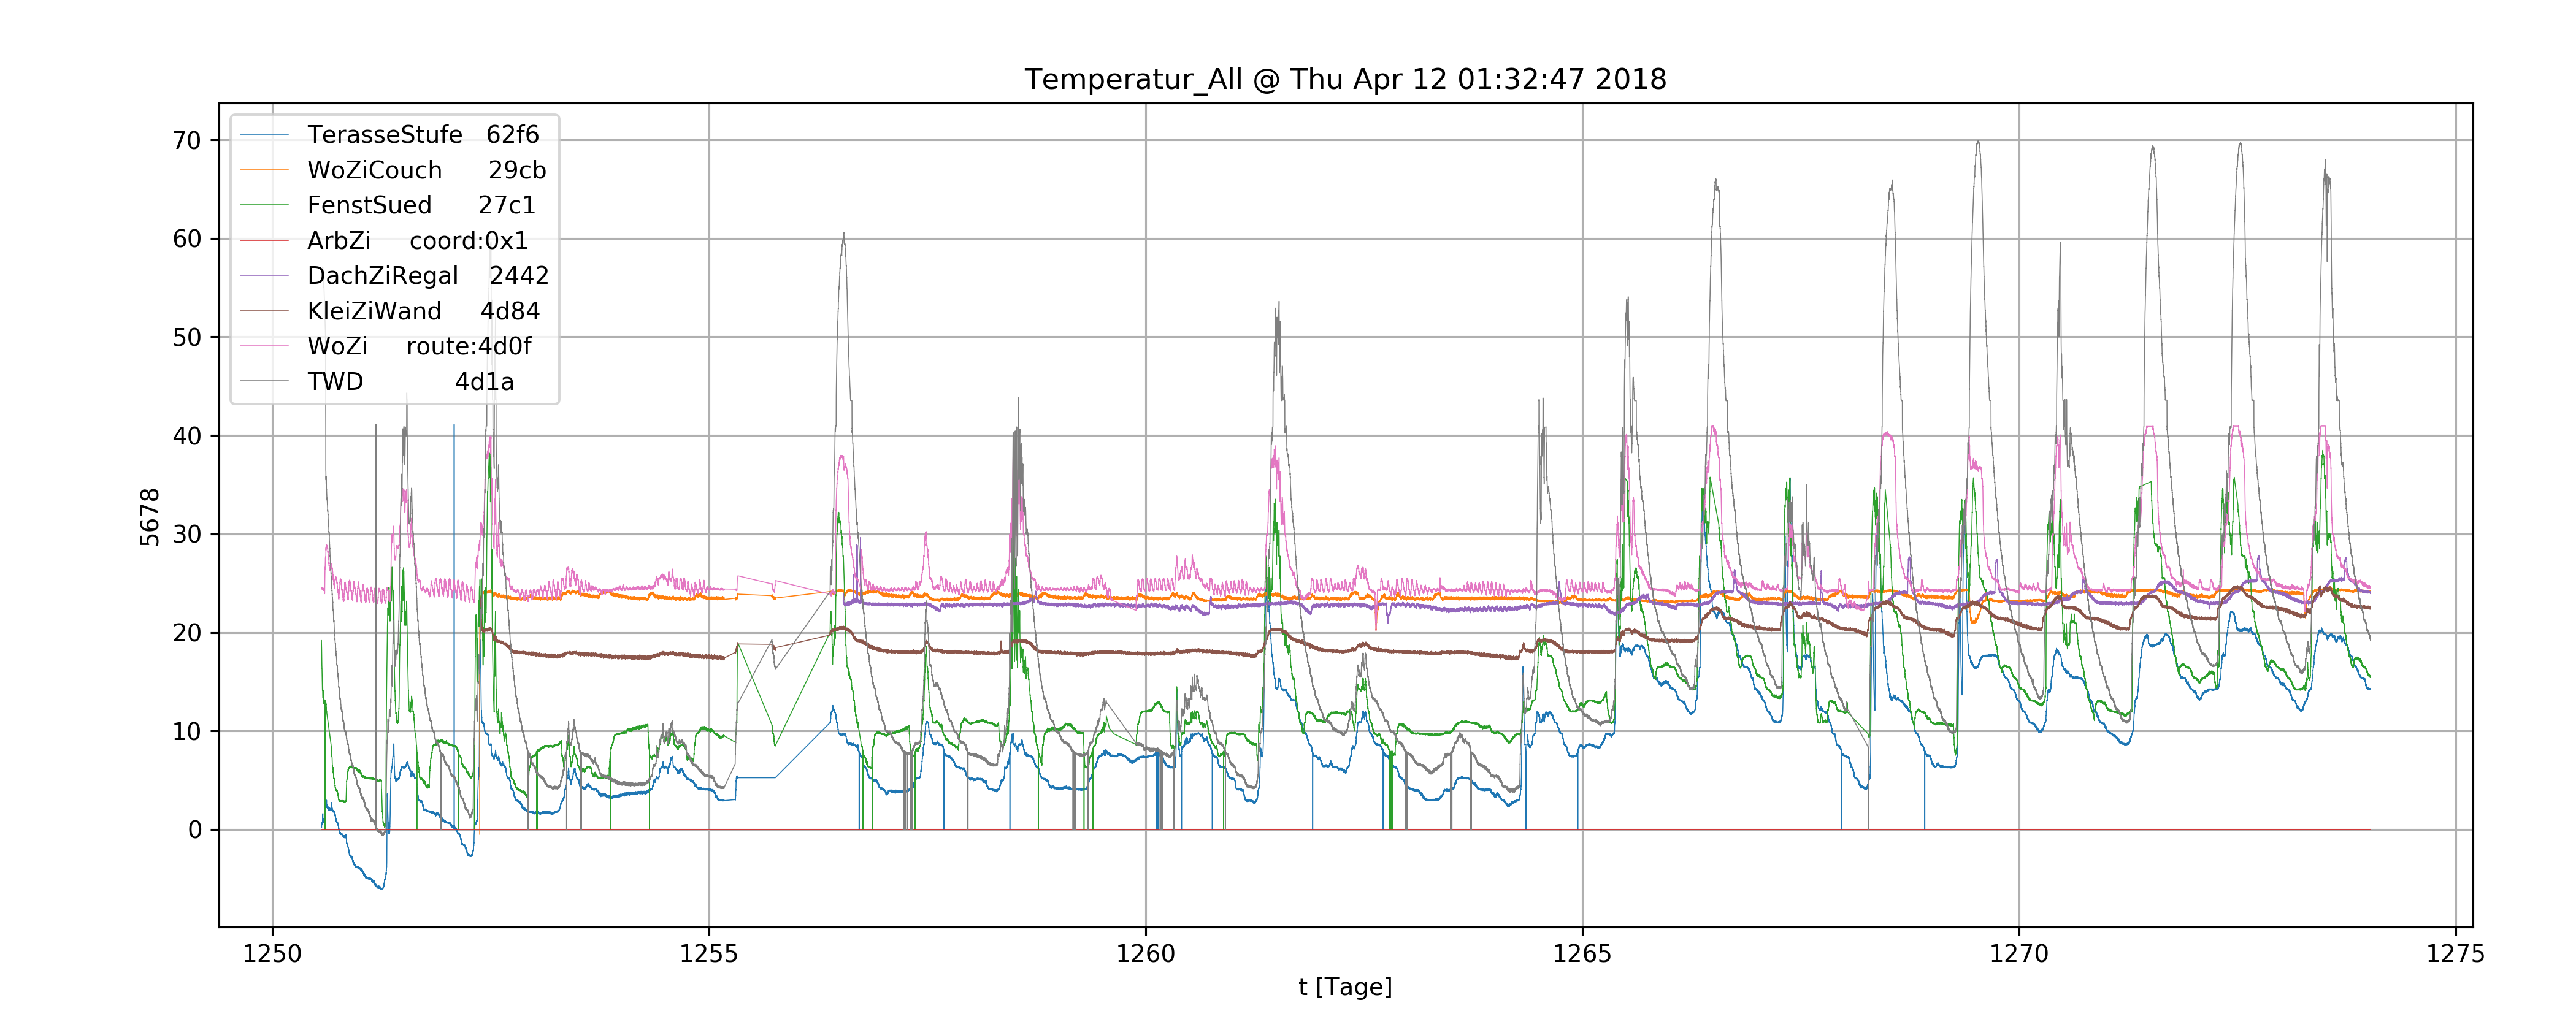 Temperatur_All @ Thu Apr 12 01:32:47 2018
TerasseStufe 62f6
WoZiCouch 29cb
FenstSued 27c1
ArbZi coord:0x1
DachZiRegal 2442
KleiZiWand 4d84
WoZi route:4d0f
TWD 4d1a
70
60
50
40
30
20
10
0
5678
1250 1255 1260 1265 1270 1275
t [Tage]